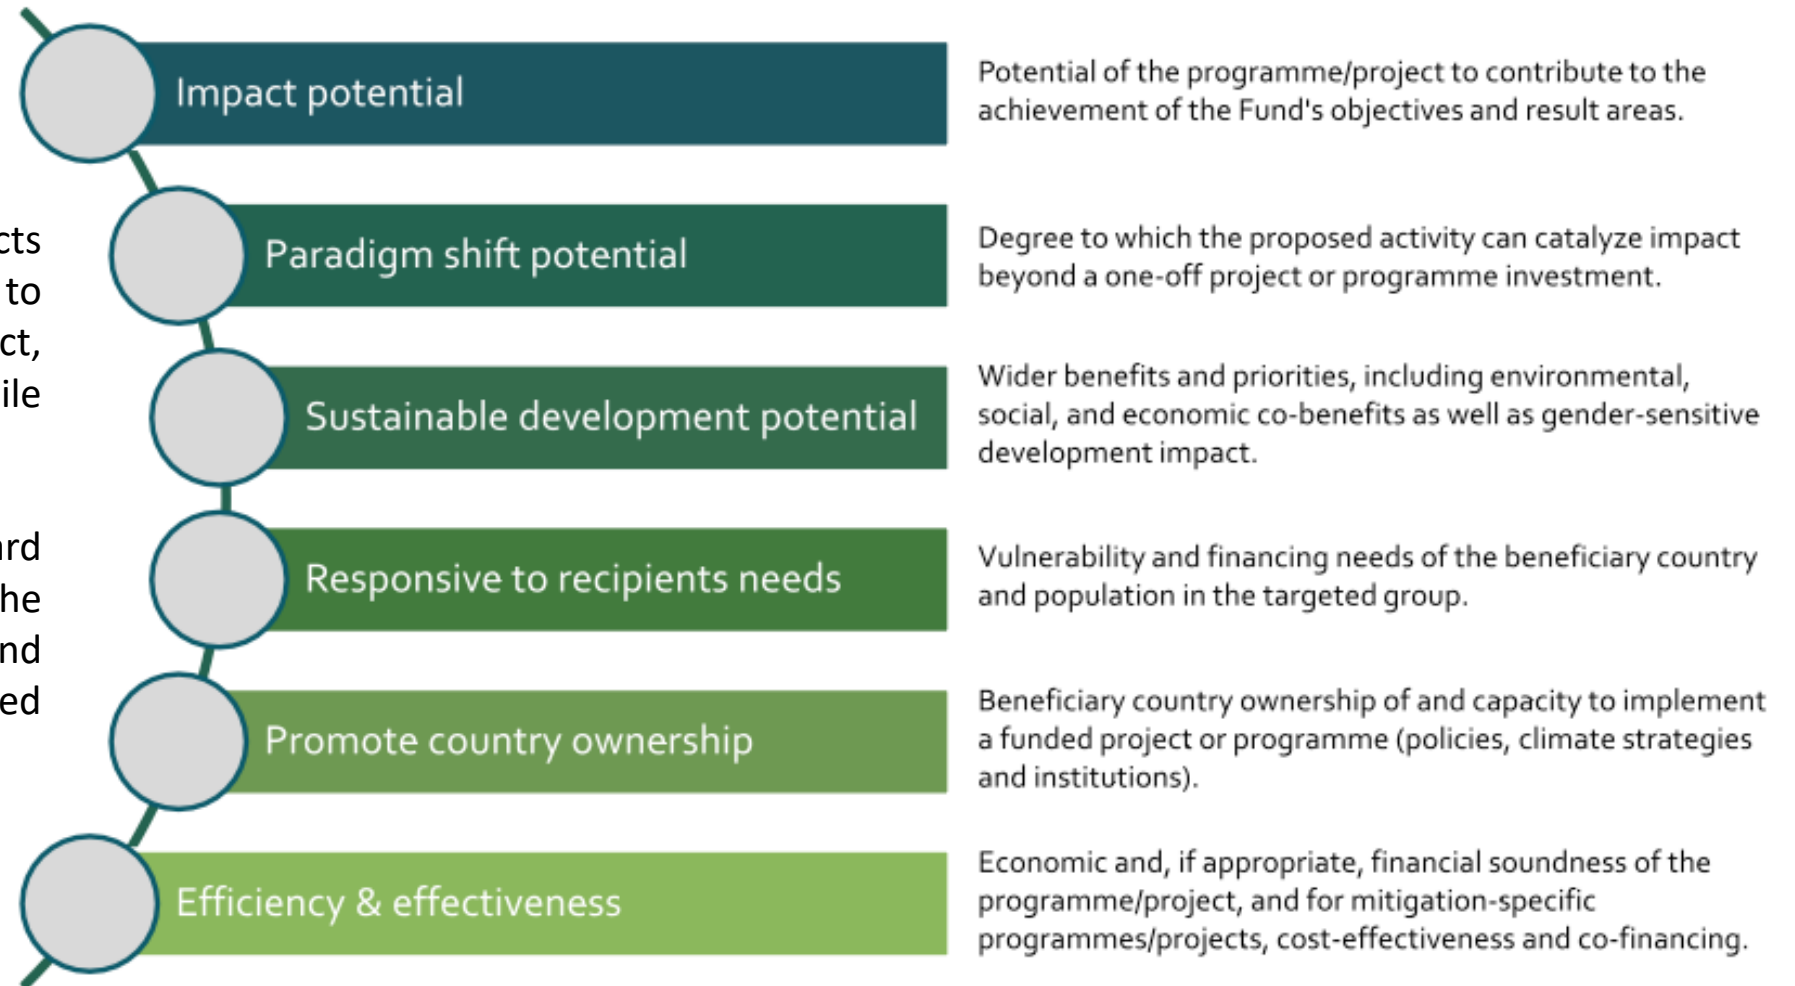 cts
to
ct,
ile
ard
he
nd
ed
Impact potential
Potential of the programme/project to contribute to the
achievement of the Fund's objectives and result areas.
Paradigm shift potential
Degree to which the proposed activity can catalyze impact
beyond a one-off project or programme investment.
Sustainable development potential
Wider benefits and priorities, including environmental,
social, and economic co-benefits as well as gender-sensitive
development impact.
Responsive to recipients needs
Vulnerability and financing needs of the beneficiary country
and population in the targeted group.
Promote country ownership
Beneficiary country ownership of and capacity to implement
a funded project or programme (policies, climate strategies
and institutions).
Efficiency & effectiveness
Economic and, if appropriate, financial soundness of the
programme/project, and for mitigation-specific
programmes/projects, cost-effectiveness and co-financing.